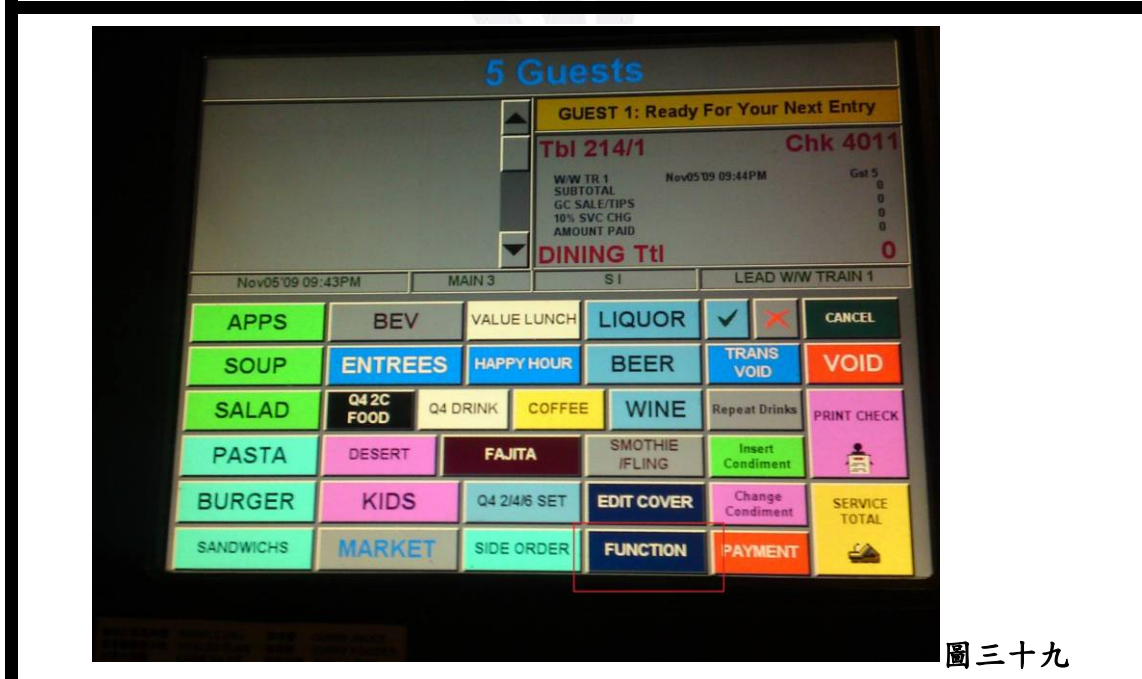 5 Guests
GUEST 1: Ready For Your Next Entry
Tbl 214/1 Chk 4011
W/W TR 1 Nov05'09 09:44PM Gst 5
SUBTOTAL 0
GC SALE/TIPS 0
10% SVC CHG 0
AMOUNT PAID 0
DINING Ttl 0
Nov05'09 09:43PM MAIN 3 S I LEAD W/W TRAIN 1
APPS BEV VALUE LUNCH LIQUOR CANCEL
SOUP ENTREES HAPPY HOUR BEER TRANS VOID VOID
SALAD Q4 2C FOOD Q4 DRINK COFFEE WINE Repeat Drinks PRINT CHECK
PASTA DESERT FAJITA SMOTHIE /FLING Insert Condiment
BURGER KIDS Q4 2/4/6 SET EDIT COVER Change Condiment SERVICE TOTAL
SANDWICHS MARKET SIDE ORDER FUNCTION PAYMENT
圖三十九